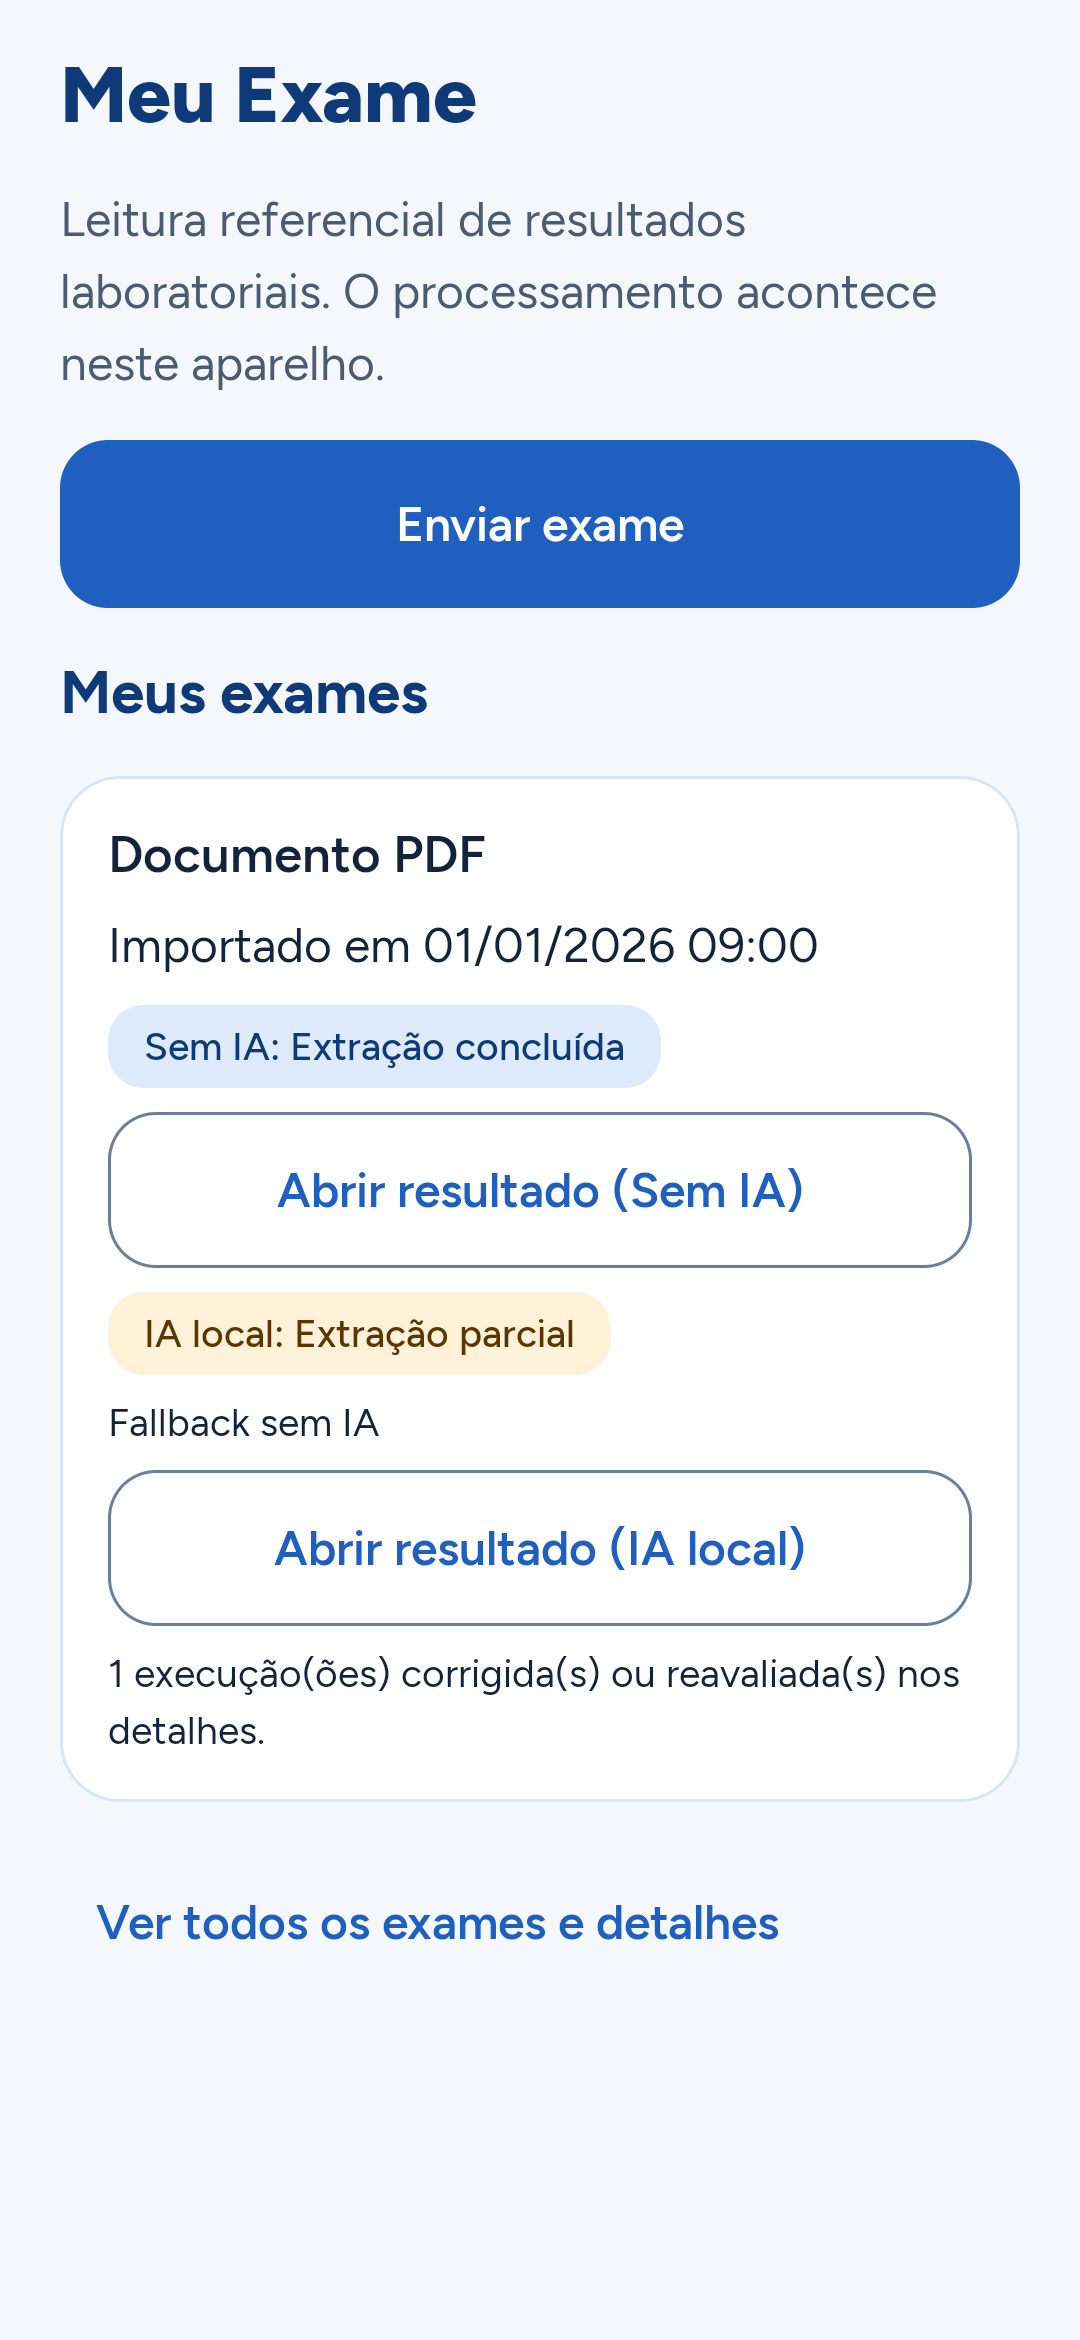 Meu Exame
Leitura referencial de resultados
laboratoriais. O processamento acontece
neste aparelho.
Enviar exame
Meus exames
Documento PDF
Importado em 01/01/2026 09:00
Sem IA: Extração concluída
Abrir resultado (Sem IA)
IA local: Extração parcial
Fallback sem IA
Abrir resultado (IA local)
1 execução(ões) corrigida(s) ou reavaliada(s) nos
detalhes.
Ver todos os exames e detalhes